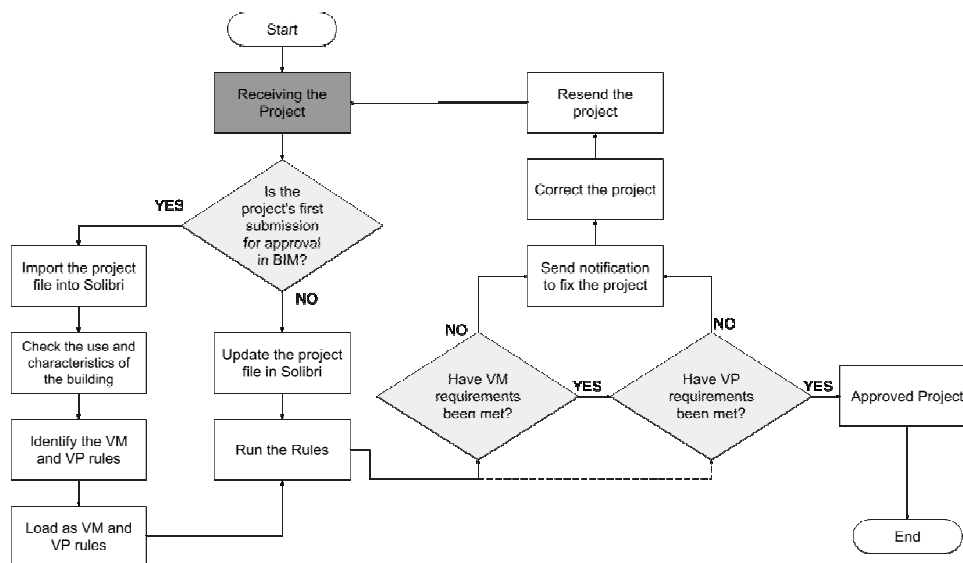 Start
Receiving the
Project
Resend the
project
Correct the project
Is the
project's first
submission
for approval
in BIM?
YES
NO
Import the project
file into Solibri
Send notification
to fix the project
Check the use and
characteristics of
the building
Update the project
file in Solibri
NO
NO
Have VM
requirements
been met?
YES
Have VP
requirements
been met?
YES
Approved Project
Identify the VM
and VP rules
Run the Rules
Load as VM and
VP rules
End